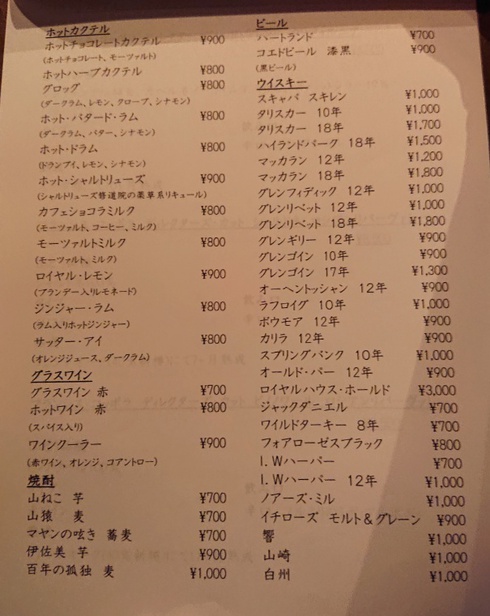 ホットカクテル
ホットチョコレートカクテル ¥900
(ホットチョコレート、モーツァルト)
ホットハーブカクテル ¥800
グロッグ ¥800
(ダークラム、レモン、クローブ、シナモン)
ホット・バタード・ラム ¥800
(ダークラム、バター、シナモン)
ホット・ドラム ¥800
(ドランブイ、レモン、シナモン)
ホット・シャルトリューズ ¥900
(シャルトリューズ修道院の薬草系リキュール)
カフェショコラミルク ¥800
(モーツァルト、コーヒー、ミルク)
モーツァルトミルク ¥800
(モーツァルト、ミルク)
ロイヤル・レモン ¥900
(ブランデー入りレモネード)
ジンジャー・ラム ¥800
(ラム入りホットジンジャー)
サッター・アイ ¥800
(オレンジジュース、ダークラム)
グラスワイン
グラスワイン 赤 ¥700
ホットワイン 赤 ¥800
(スパイス入り)
ワインクーラー ¥900
(赤ワイン、オレンジ、コアントロー)
焼酎
山ねこ 芋 ¥700
山猿 麦 ¥700
マヤンの呟き 蕎麦 ¥700
伊佐美 芋 ¥900
百年の孤独 麦 ¥1,000
ビール
ハートランド ¥700
コエドビール 漆黒 ¥900
(黒ビール)
ウイスキー
スキャパ スキレン ¥1,000
タリスカー 10年 ¥1,000
タリスカー 18年 ¥1,700
ハイランドパーク 18年 ¥1,500
マッカラン 12年 ¥1,200
マッカラン 18年 ¥1,800
グレンフィディック 12年 ¥1,000
グレンリベット 12年 ¥1,000
グレンリベット 18年 ¥1,800
グレンギリー 12年 ¥900
グレンゴイン 10年 ¥900
グレンゴイン 17年 ¥1,300
オーヘントッシャン 12年 ¥900
ラフロイグ 10年 ¥1,000
ボウモア 12年 ¥900
カリラ 12年 ¥900
スプリングバンク 10年 ¥1,000
オールド・パー 12年 ¥900
ロイヤルハウス・ホールド ¥3,000
ジャックダニエル ¥700
ワイルドターキー 8年 ¥700
フォアローゼスブラック ¥800
I.Wハーパー ¥700
I.Wハーパー 12年 ¥1,000
ノアーズ・ミル ¥1,000
イチローズ モルト&グレーン ¥900
響 ¥1,000
山崎 ¥1,000
白州 ¥1,000